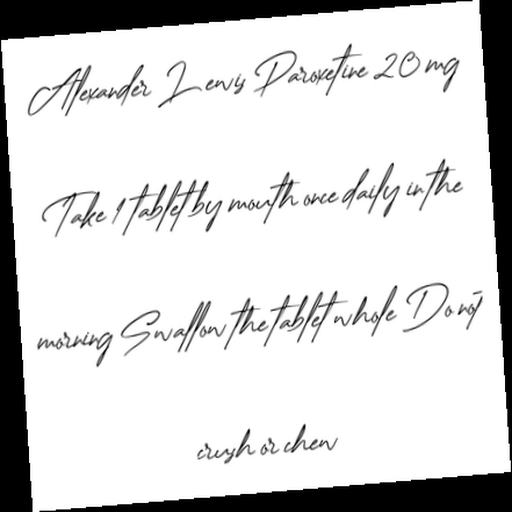 Alexander Lewis Paroxetine 20 mg
Take 1 tablet by mouth once daily in the
morning Swallow the tablet whole Do not
crush or chew